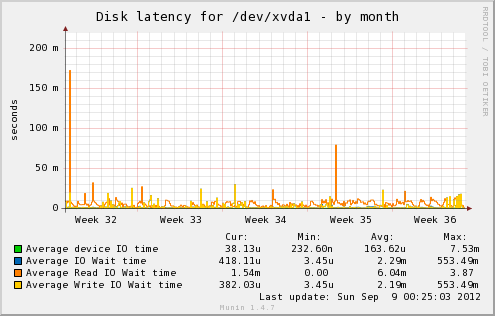 Disk latency for /dev/xvda1 - by month
RRDTOOL / TOBI OETIKER
seconds
200 m
150 m
100 m
50 m
0
Week 32 Week 33 Week 34 Week 35 Week 36
Cur: Min: Avg: Max:
Average device IO time 38.13u 232.60n 163.62u 7.53m
Average IO Wait time 418.11u 3.45u 2.29m 553.49m
Average Read IO Wait time 1.54m 0.00 6.04m 3.87
Average Write IO Wait time 382.03u 3.45u 2.19m 553.49m
Last update: Sun Sep 9 00:25:03 2012
Munin 1.4.7